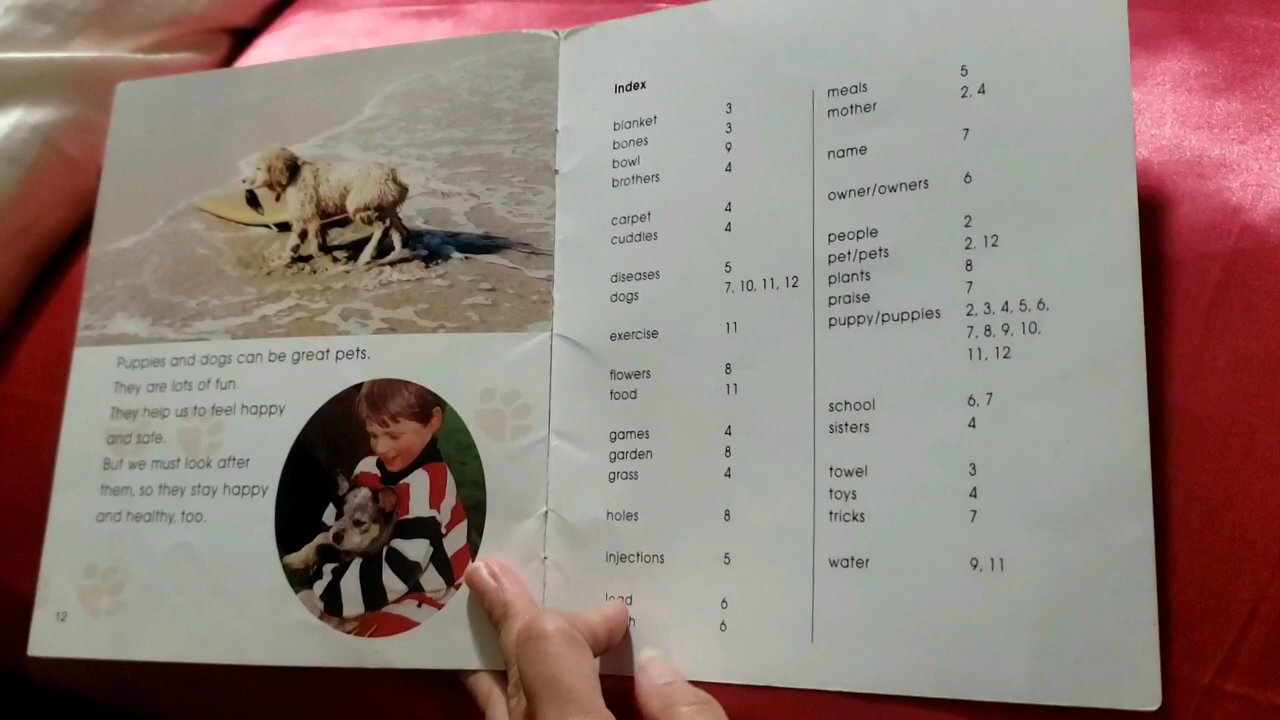 Puppies and dogs can be great pets.
They are lots of fun.
They help us to feel happy
and safe.
But we must look after
them, so they stay happy
and healthy, too.
12
Index
blanket 3
bones 3
bowl 9
brothers 4
carpet 4
cuddles 4
diseases 5
dogs 7, 10, 11, 12
exercise 11
flowers 8
food 11
games 4
garden 8
grass 4
holes 8
injections 5
6
6
meals 5
mother 2, 4
name 7
owner/owners 6
people 2
pet/pets 2, 12
plants 8
praise 7
puppy/puppies 2, 3, 4, 5, 6,
7, 8, 9, 10,
11, 12
school 6, 7
sisters 4
towel 3
toys 4
tricks 7
water 9, 11